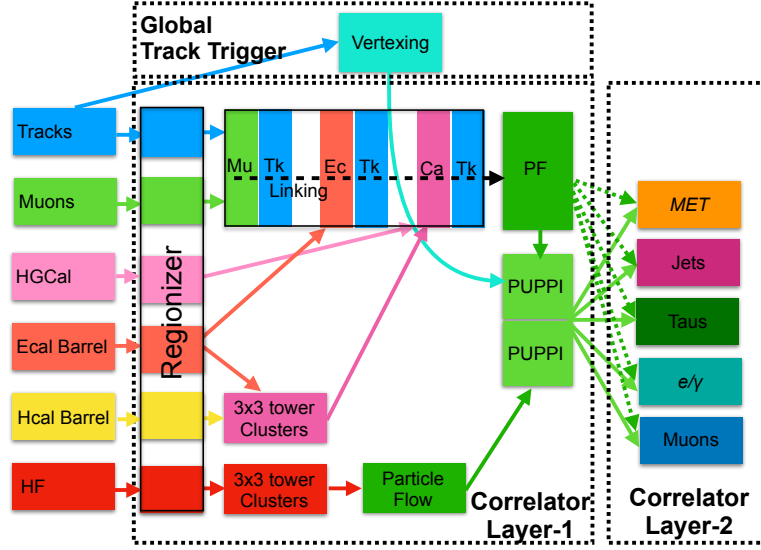 Global
Track Trigger
Vertexing
Tracks
Muons
HGCal
Ecal Barrel
Hcal Barrel
HF
Regionizer
Mu
Tk
Ec
Tk
Ca
Tk
Linking
PF
PUPPI
PUPPI
3x3 tower
Clusters
3x3 tower
Clusters
Particle
Flow
Correlator
Layer-1
MET
Jets
Taus
e/γ
Muons
Correlator
Layer-2